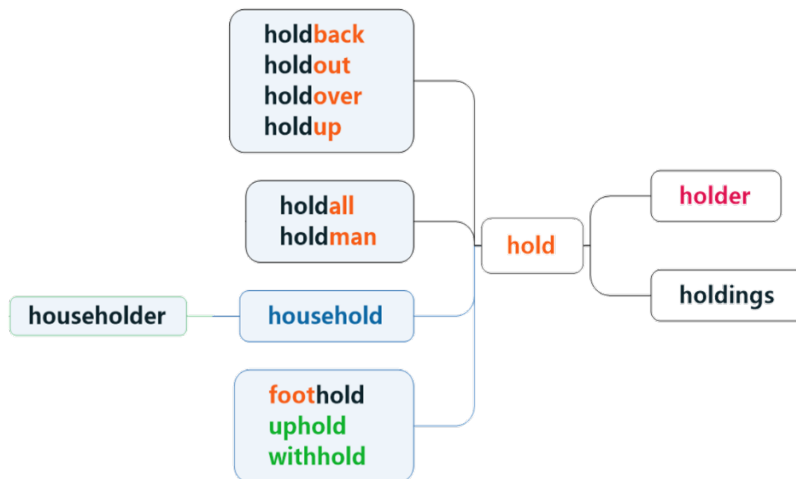 holdback
holdout
holdover
holdup
holdall
holdman
householder
household
foothold
uphold
withhold
hold
holder
holdings